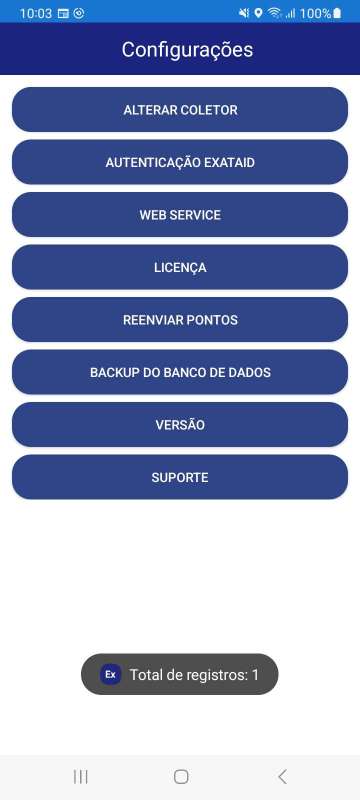 10:03 100%
Configurações
ALTERAR COLETOR
AUTENTICAÇÃO EXATAID
WEB SERVICE
LICENÇA
REENVIAR PONTOS
BACKUP DO BANCO DE DADOS
VERSÃO
SUPORTE
Ex Total de registros: 1